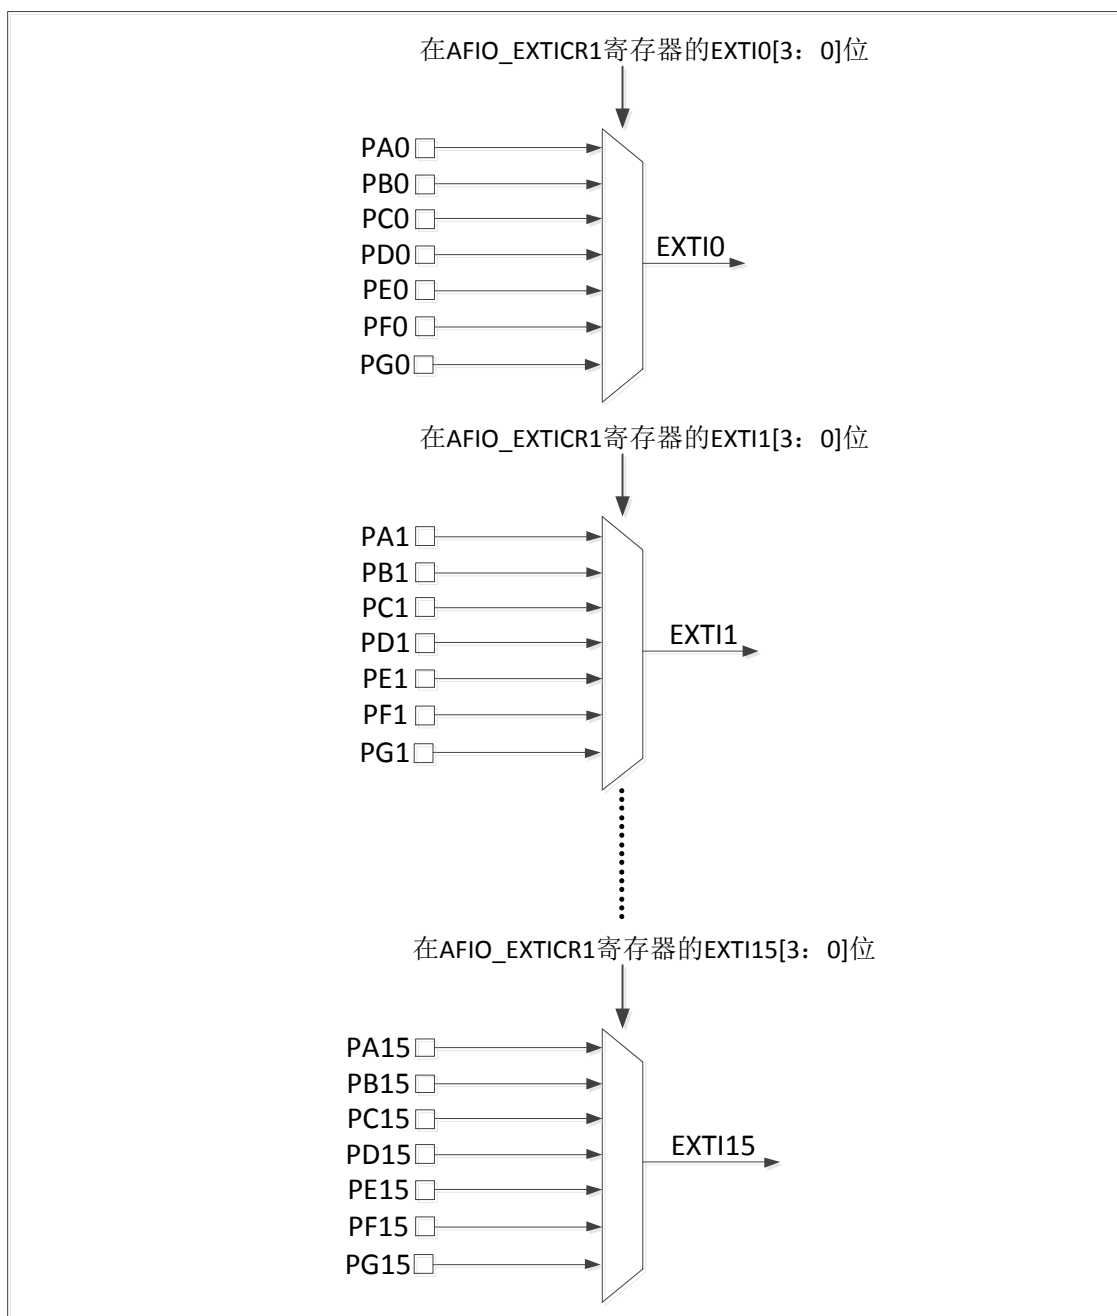 在AFIO_EXTICR1寄存器的EXTI0[3：0]位
PA0
PB0
PC0
PD0
PE0
PF0
PG0
EXTI0
在AFIO_EXTICR1寄存器的EXTI1[3：0]位
PA1
PB1
PC1
PD1
PE1
PF1
PG1
EXTI1
在AFIO_EXTICR1寄存器的EXTI15[3：0]位
PA15
PB15
PC15
PD15
PE15
PF15
PG15
EXTI15